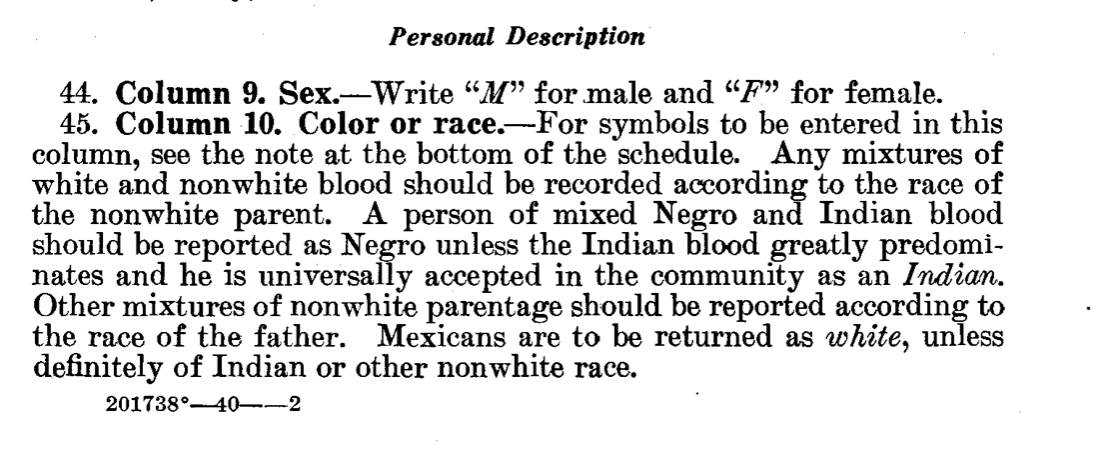 Personal Description
44. Column 9. Sex.—Write “M” for male and “F” for female.
45. Column 10. Color or race.—For symbols to be entered in this
column, see the note at the bottom of the schedule. Any mixtures of
white and nonwhite blood should be recorded according to the race of
the nonwhite parent. A person of mixed Negro and Indian blood
should be reported as Negro unless the Indian blood greatly predomi-
nates and he is universally accepted in the community as an Indian.
Other mixtures of nonwhite parentage should be reported according to
the race of the father. Mexicans are to be returned as white, unless
definitely of Indian or other nonwhite race.
201738°—40——2